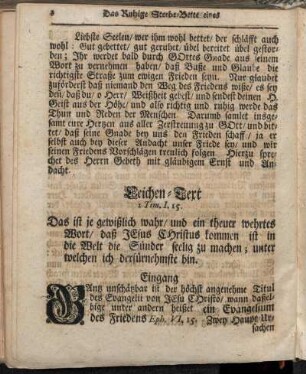 8 Das Ruhige Sterbe-Bette eines
Liebste Seelen/ wer ihm wohl bettet/ der schläfft auch
wohl: Gut gebettet/ gut geruhet/ übel bereitet übel gestor-
ben; Ihr werdet bald durch GOttes Gnade aus einem
Wort zu vernehmen haben/ daß Busse und Glaube die
richtigste Strasse zum ewigen Frieden seyn. Nur glaubet
zuförderst daß niemand den Weg des Friedens wisse/ es sey
denn/ daß du/ o Herr/ Weißheit gebest/ und sendest deinen H.
Geist aus der Höhe/ und also richtig und ruhig werde das
Thun und Reden der Menschen. Darumb samlet insge-
sammt eure Hertzen aus aller Zerstreuung zu GOtt/ und bit-
tet/ daß seine Gnade bey uns den Frieden schaff/ ja er
selbst auch bey dieser Andacht unser Friede sey/ und wir
seinen Friedens Vorschlägen treulich folgen. Hierzu spre-
chet des Herrn Gebeth mit gläubigem Ernst und An-
dacht.
Leichen-Text
1 Tim. I. 15.
Das ist je gewißlich wahr/ und ein theuer wehrtes
Wort/ daß JEsus CHristus kommen ist in
die Welt die Sünder seelig zu machen; unter
welchen ich der fürnehmste bin.
Eingang
Gantz unschätzbar ist der höchst angenehme Titul
des Evangelii von JEsu CHristo/ wann dassel-
bige unter andern heisset ein Evangelium
des Friedens Eph. VI, 15. Zwey Haupt-Ur-
sachen